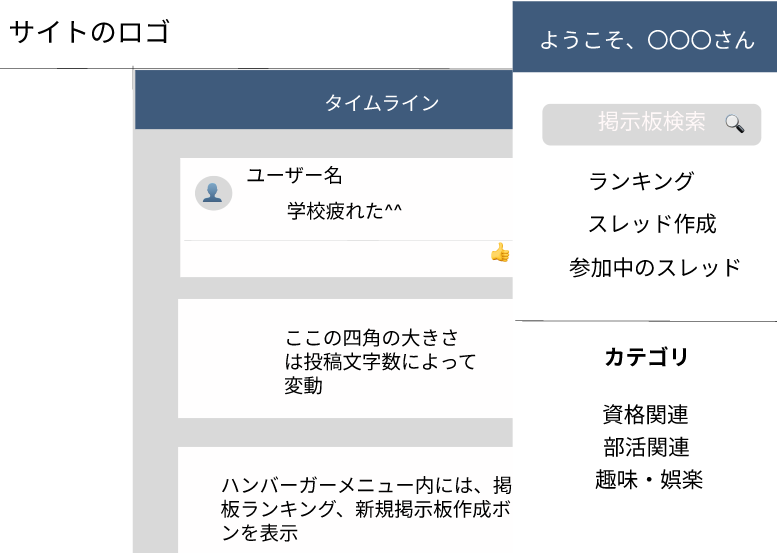 サイトのロゴ
ようこそ、〇〇〇さん
タイムライン
掲示板検索
ユーザー名
学校疲れた^^
ランキング
スレッド作成
参加中のスレッド
ここの四角の大きさ
は投稿文字数によって
変動
カテゴリ
資格関連
部活関連
趣味・娯楽
ハンバーガーメニュー内には、掲
板ランキング、新規掲示板作成ボ
ンを表示